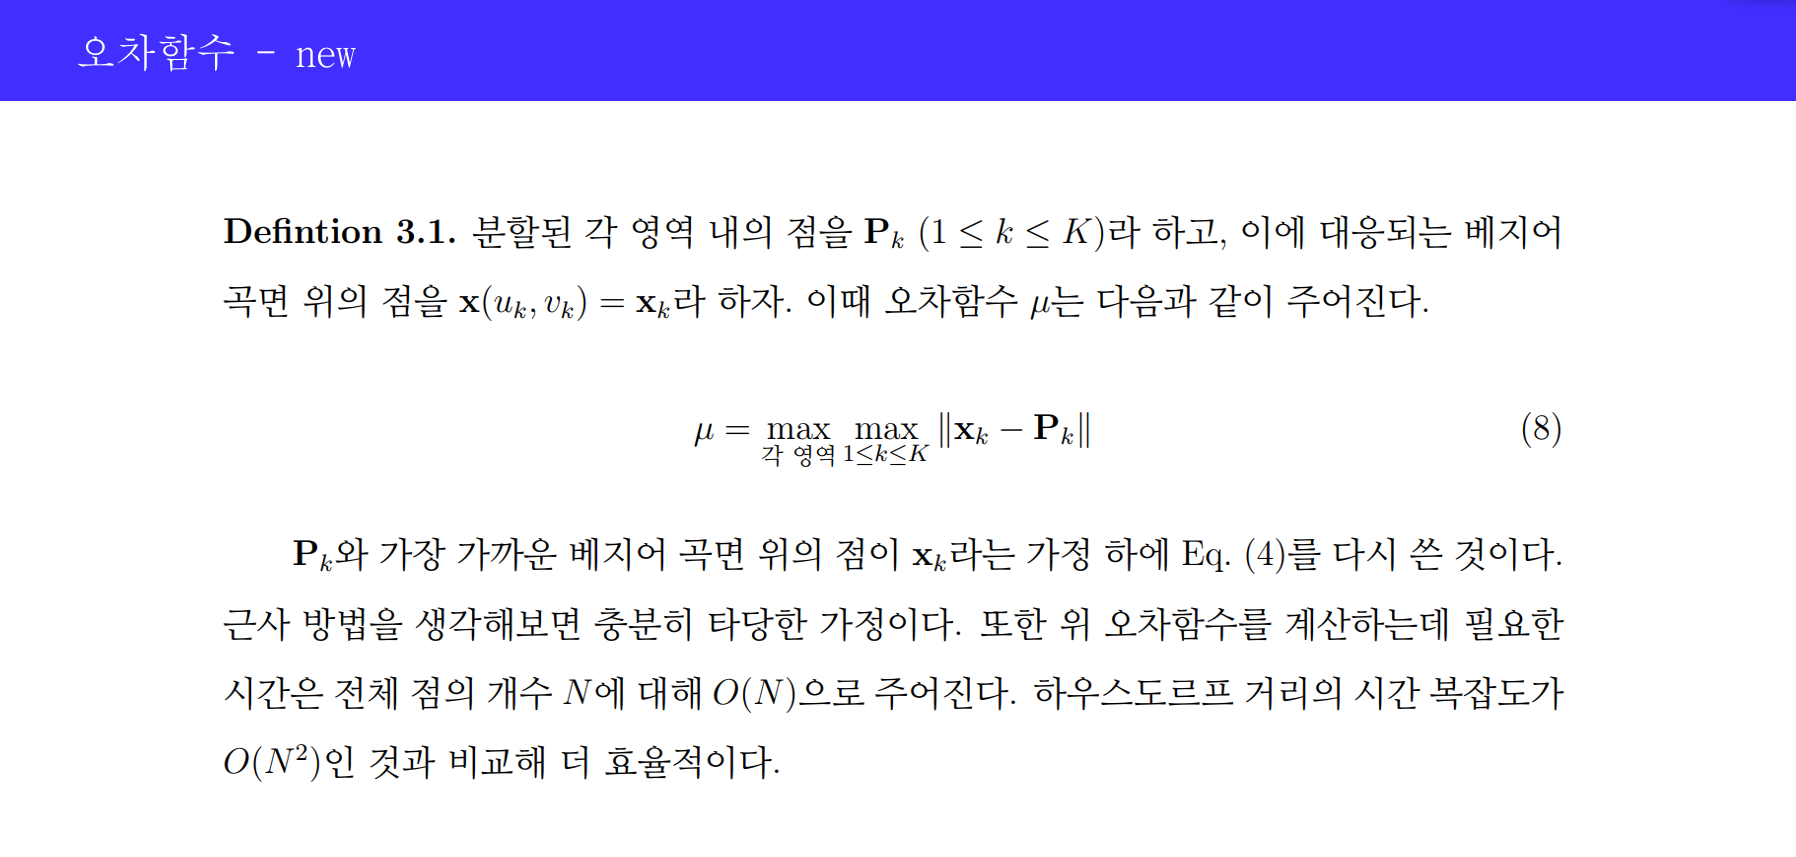 오차함수 - new
Defintion 3.1. 분할된 각 영역 내의 점을 P_k (1 ≤ k ≤ K)라 하고, 이에 대응되는 베지어
곡면 위의 점을 x(u_k, v_k) = x_k라 하자. 이때 오차함수 μ는 다음과 같이 주어진다.
μ = max_{각 영역} max_{1≤k≤K} ‖x_k − P_k‖ (8)
P_k와 가장 가까운 베지어 곡면 위의 점이 x_k라는 가정 하에 Eq. (4)를 다시 쓴 것이다.
근사 방법을 생각해보면 충분히 타당한 가정이다. 또한 위 오차함수를 계산하는데 필요한
시간은 전체 점의 개수 N에 대해 O(N)으로 주어진다. 하우스도르프 거리의 시간 복잡도가
O(N²)인 것과 비교해 더 효율적이다.